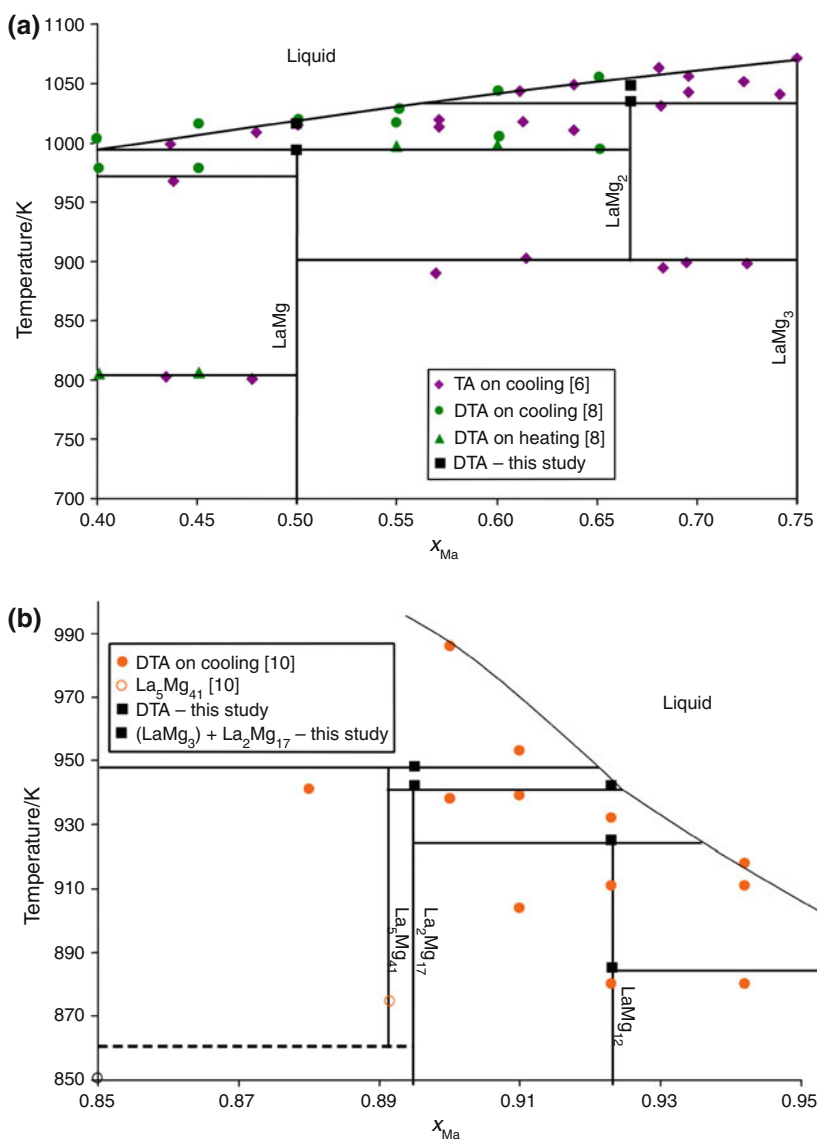 (a)
1100
1050
1000
950
900
850
800
750
700
Temperature/K
Liquid
LaMg
LaMg₂
LaMg₃
TA on cooling [6]
DTA on cooling [8]
DTA on heating [8]
DTA – this study
0.40 0.45 0.50 0.55 0.60 0.65 0.70 0.75
xMa
(b)
990
970
950
930
910
890
870
850
Temperature/K
DTA on cooling [10]
La₅Mg₄₁ [10]
DTA – this study
(LaMg₃) + La₂Mg₁₇ – this study
Liquid
La₅Mg₄₁
La₂Mg₁₇
LaMg₁₂
0.85 0.87 0.89 0.91 0.93 0.95
xMa